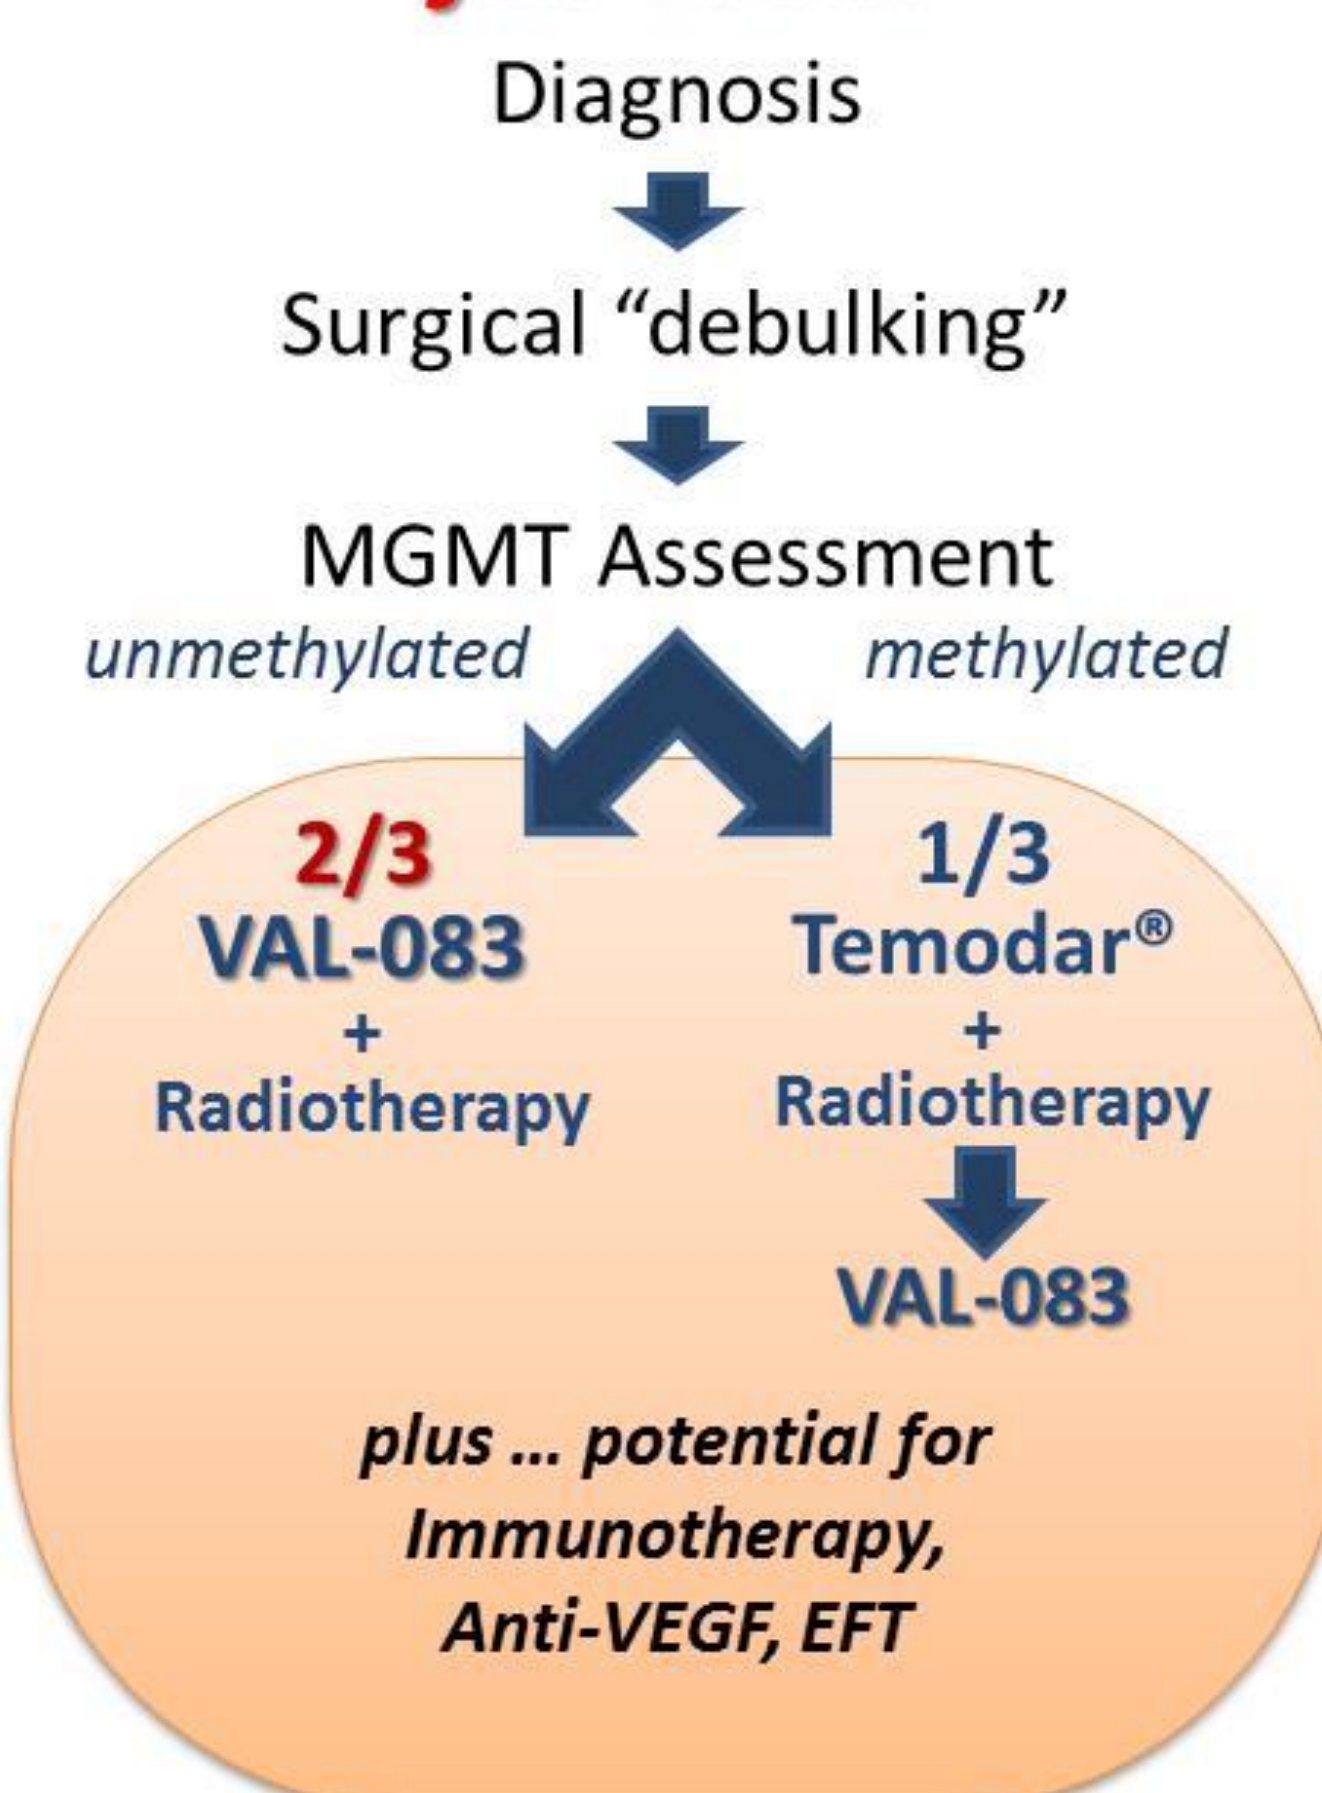 Diagnosis
Surgical “debulking”
MGMT Assessment
unmethylated
methylated
2/3
VAL-083
+
Radiotherapy
1/3
Temodar®
+
Radiotherapy
VAL-083
plus ... potential for
Immunotherapy,
Anti-VEGF, EFT